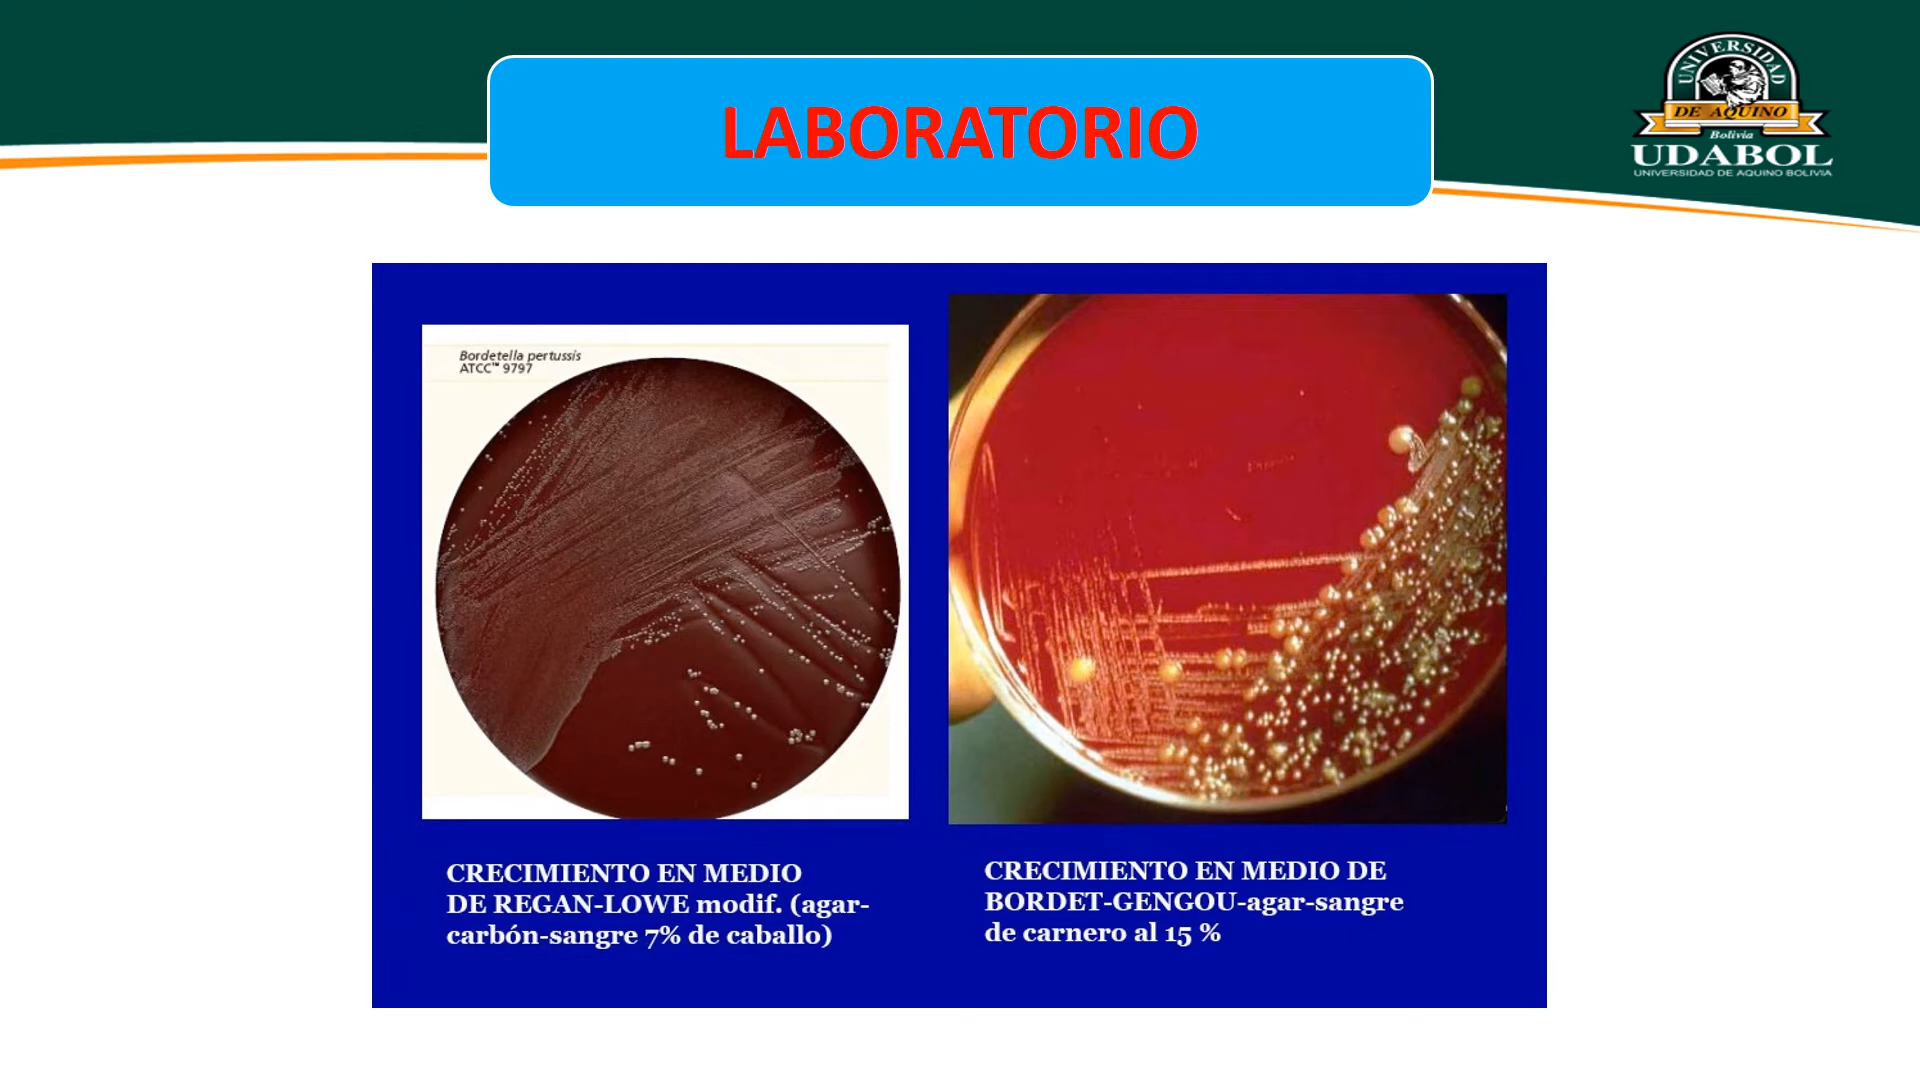 LABORATORIO
UNIVERSIDAD
DE AQUINO
Bolivia
UDABOL
UNIVERSIDAD DE AQUINO BOLIVIA
Bordetella pertussis
ATCC™ 9797
CRECIMIENTO EN MEDIO
DE REGAN-LOWE modif. (agar-
carbón-sangre 7% de caballo)
CRECIMIENTO EN MEDIO DE
BORDET-GENGOU-agar-sangre
de carnero al 15 %